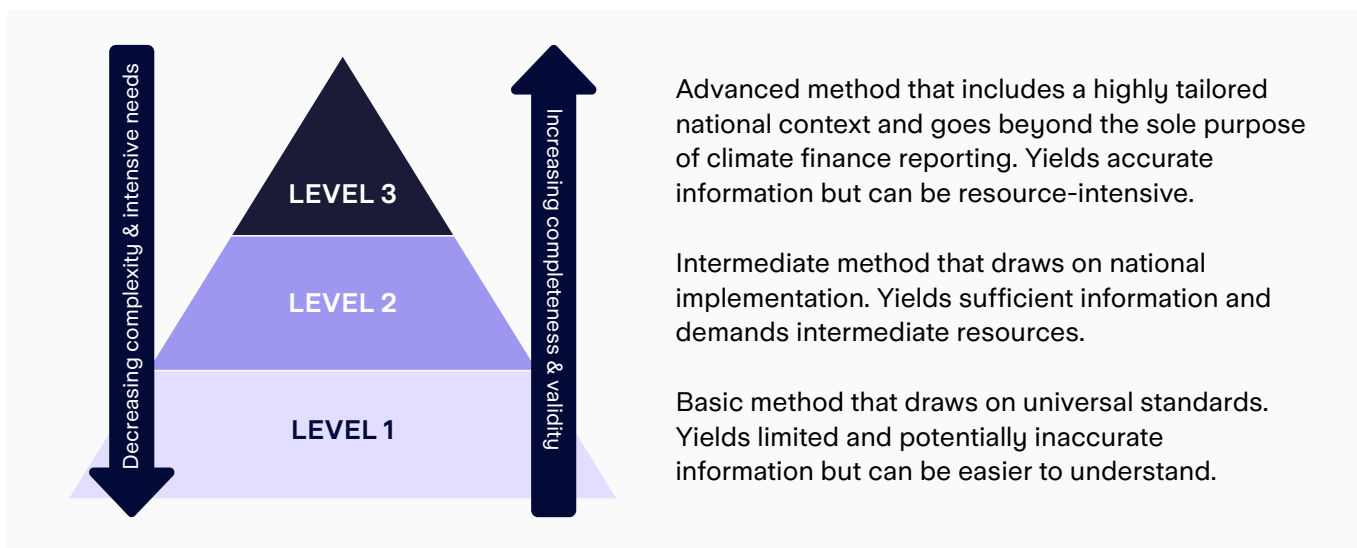 Decreasing complexity & intensive needs
LEVEL 3
LEVEL 2
LEVEL 1
Increasing completeness & validity
Advanced method that includes a highly tailored
national context and goes beyond the sole purpose
of climate finance reporting. Yields accurate
information but can be resource-intensive.
Intermediate method that draws on national
implementation. Yields sufficient information and
demands intermediate resources.
Basic method that draws on universal standards.
Yields limited and potentially inaccurate
information but can be easier to understand.